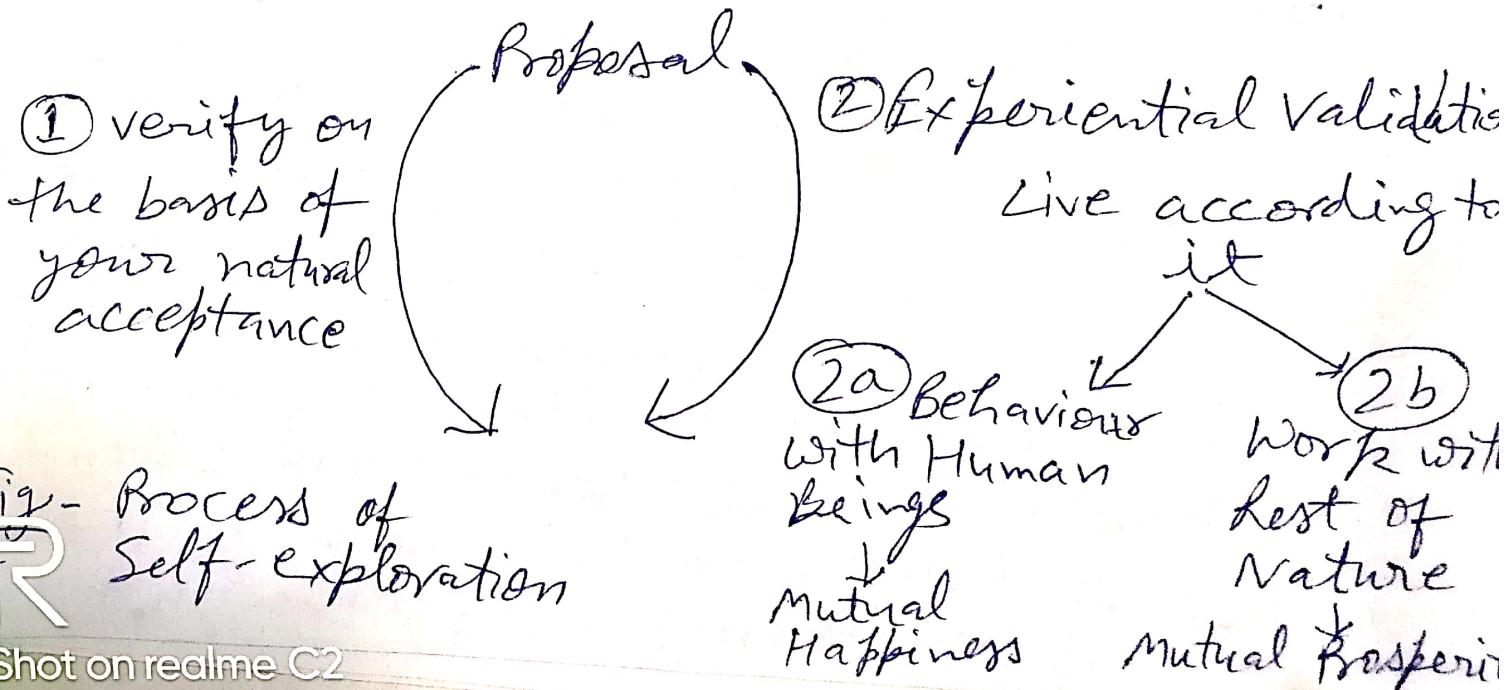 Proposal
① verify on
the basis of
your natural
acceptance
② Experiential Validatio
Live according to
it
2a Behaviour
with Human
Beings
Mutual
Happiness
2b
Work wit
Rest of
Nature
Mutual Prosperi
ig- Process of
Self-exploration
Shot on realme C2